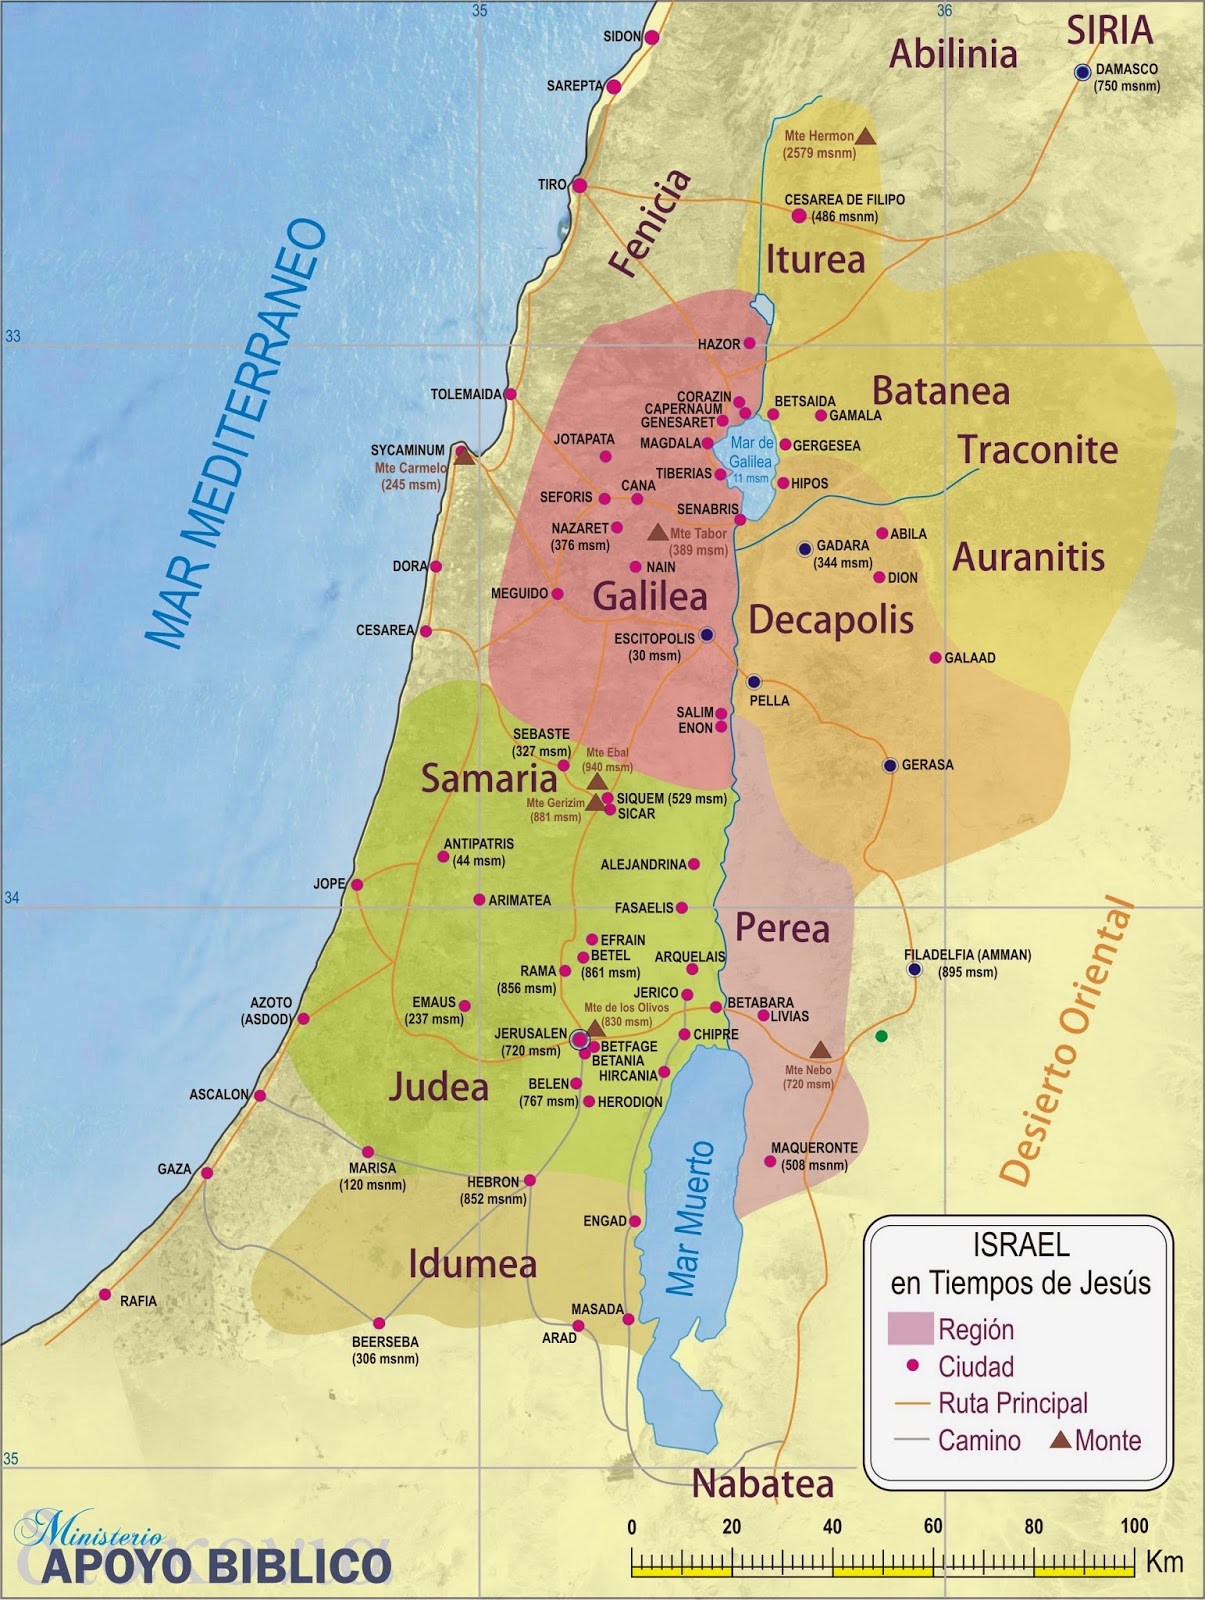 35
36
SIDON
Abilinia
SIRIA
DAMASCO
(750 msnm)
SAREPTA
Mte Hermon
(2579 msnm)
TIRO
CESAREA DE FILIPO
(486 msnm)
Fenicia
Iturea
MAR MEDITERRANEO
33
HAZOR
TOLEMAIDA
CORAZIN
CAPERNAUM
GENESARET
BETSAIDA
GAMALA
Batanea
SYCAMINUM
Mte Carmelo
(245 msm)
JOTAPATA
MAGDALA
Mar de
Galilea
11 msm
GERGESEA
Traconite
TIBERIAS
HIPOS
SEFORIS
CANA
SENABRIS
NAZARET
(376 msm)
Mte Tabor
(389 msm)
ABILA
GADARA
(344 msm)
Auranitis
DORA
NAIN
DION
MEGUIDO
Galilea
Decapolis
CESAREA
ESCITOPOLIS
(30 msm)
GALAAD
PELLA
SALIM
ENON
SEBASTE
(327 msm)
Mte Ebal
(940 msm)
GERASA
Samaria
Mte Gerizim
(881 msm)
SIQUEM (529 msm)
SICAR
ANTIPATRIS
(44 msm)
ALEJANDRINA
JOPE
ARIMATEA
FASAELIS
34
Perea
EFRAIN
BETEL
(861 msm)
ARQUELAIS
FILADELFIA (AMMAN)
(895 msm)
RAMA
(856 msm)
JERICO
Desierto Oriental
AZOTO
(ASDOD)
EMAUS
(237 msm)
Mte de los Olivos
(830 msm)
BETABARA
LIVIAS
JERUSALEN
(720 msm)
BETFAGE
BETANIA
CHIPRE
HIRCANIA
Mte Nebo
(720 msm)
Judea
BELEN
(767 msm)
HERODION
ASCALON
MARISA
(120 msnm)
MAQUERONTE
(508 msnm)
GAZA
HEBRON
(852 msnm)
ENGAD
Mar Muerto
Idumea
RAFIA
MASADA
ARAD
BEERSEBA
(306 msnm)
ISRAEL
en Tiempos de Jesús
Región
Ciudad
Ruta Principal
Camino
Monte
35
Nabatea
Ministerio
APOYO BIBLICO
0 20 40 60 80 100
Km